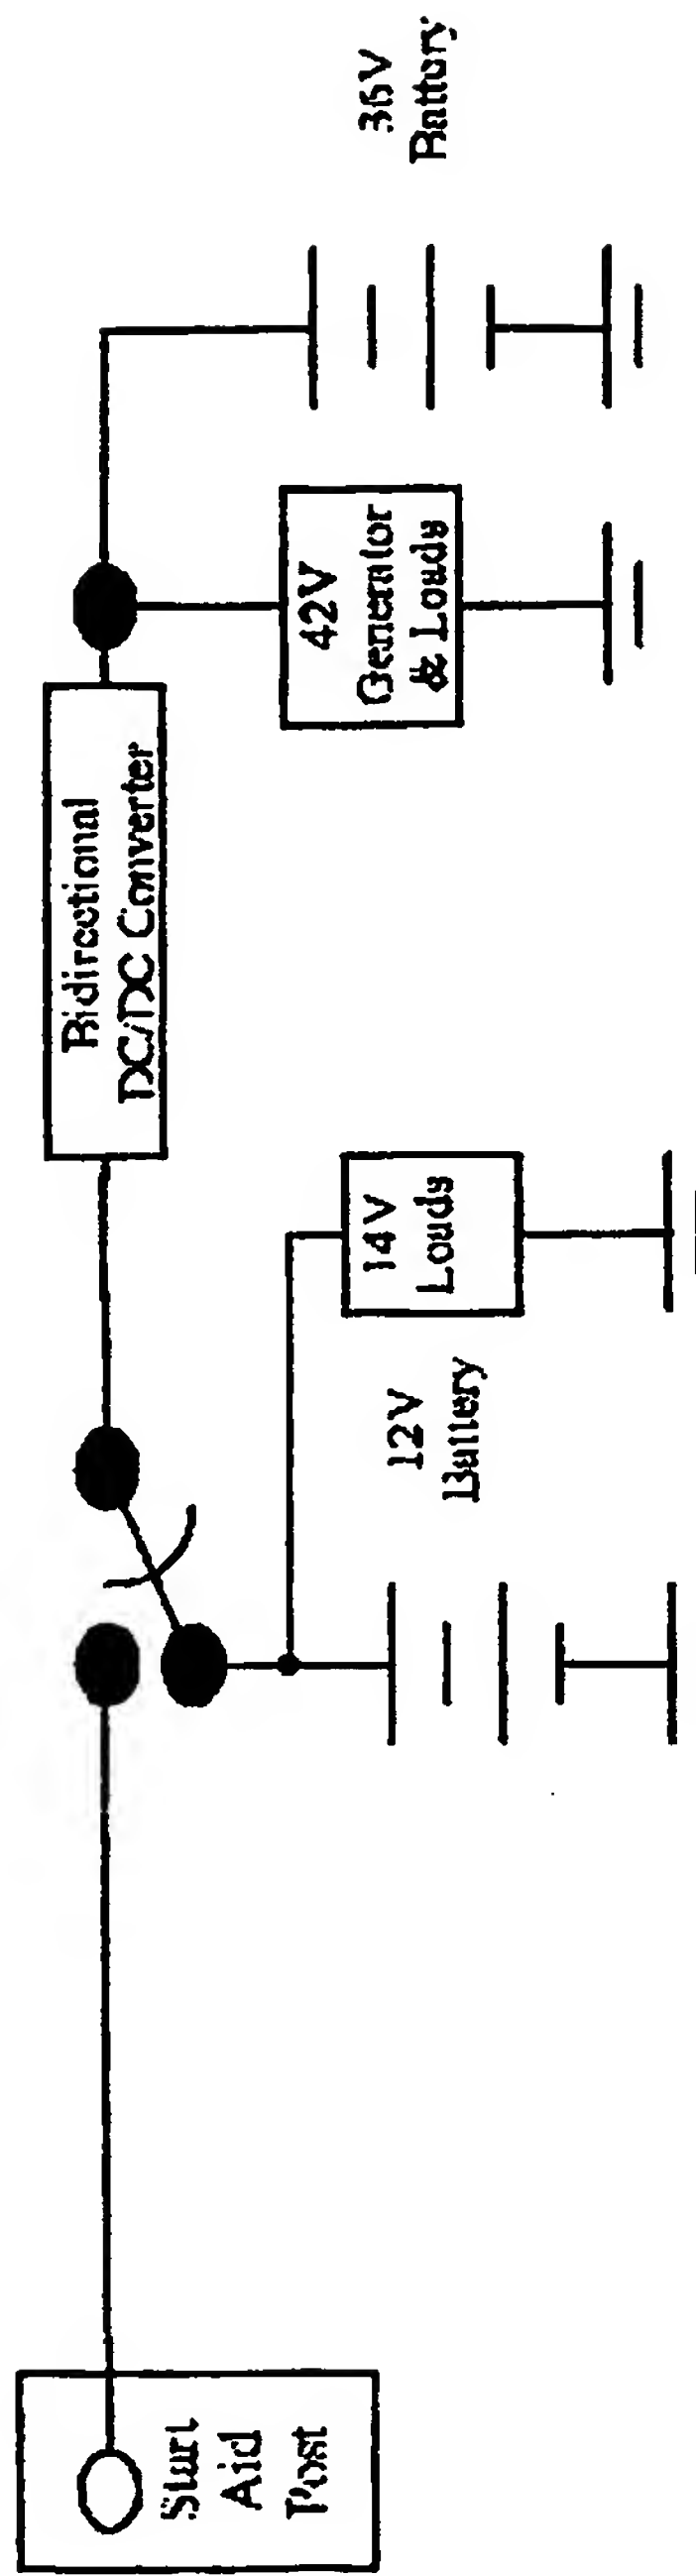 Start
Aid
Post
12V
Battery
14V
Loads
Bidirectional
DC/DC Converter
42V
Generator
& Loads
36V
Battery